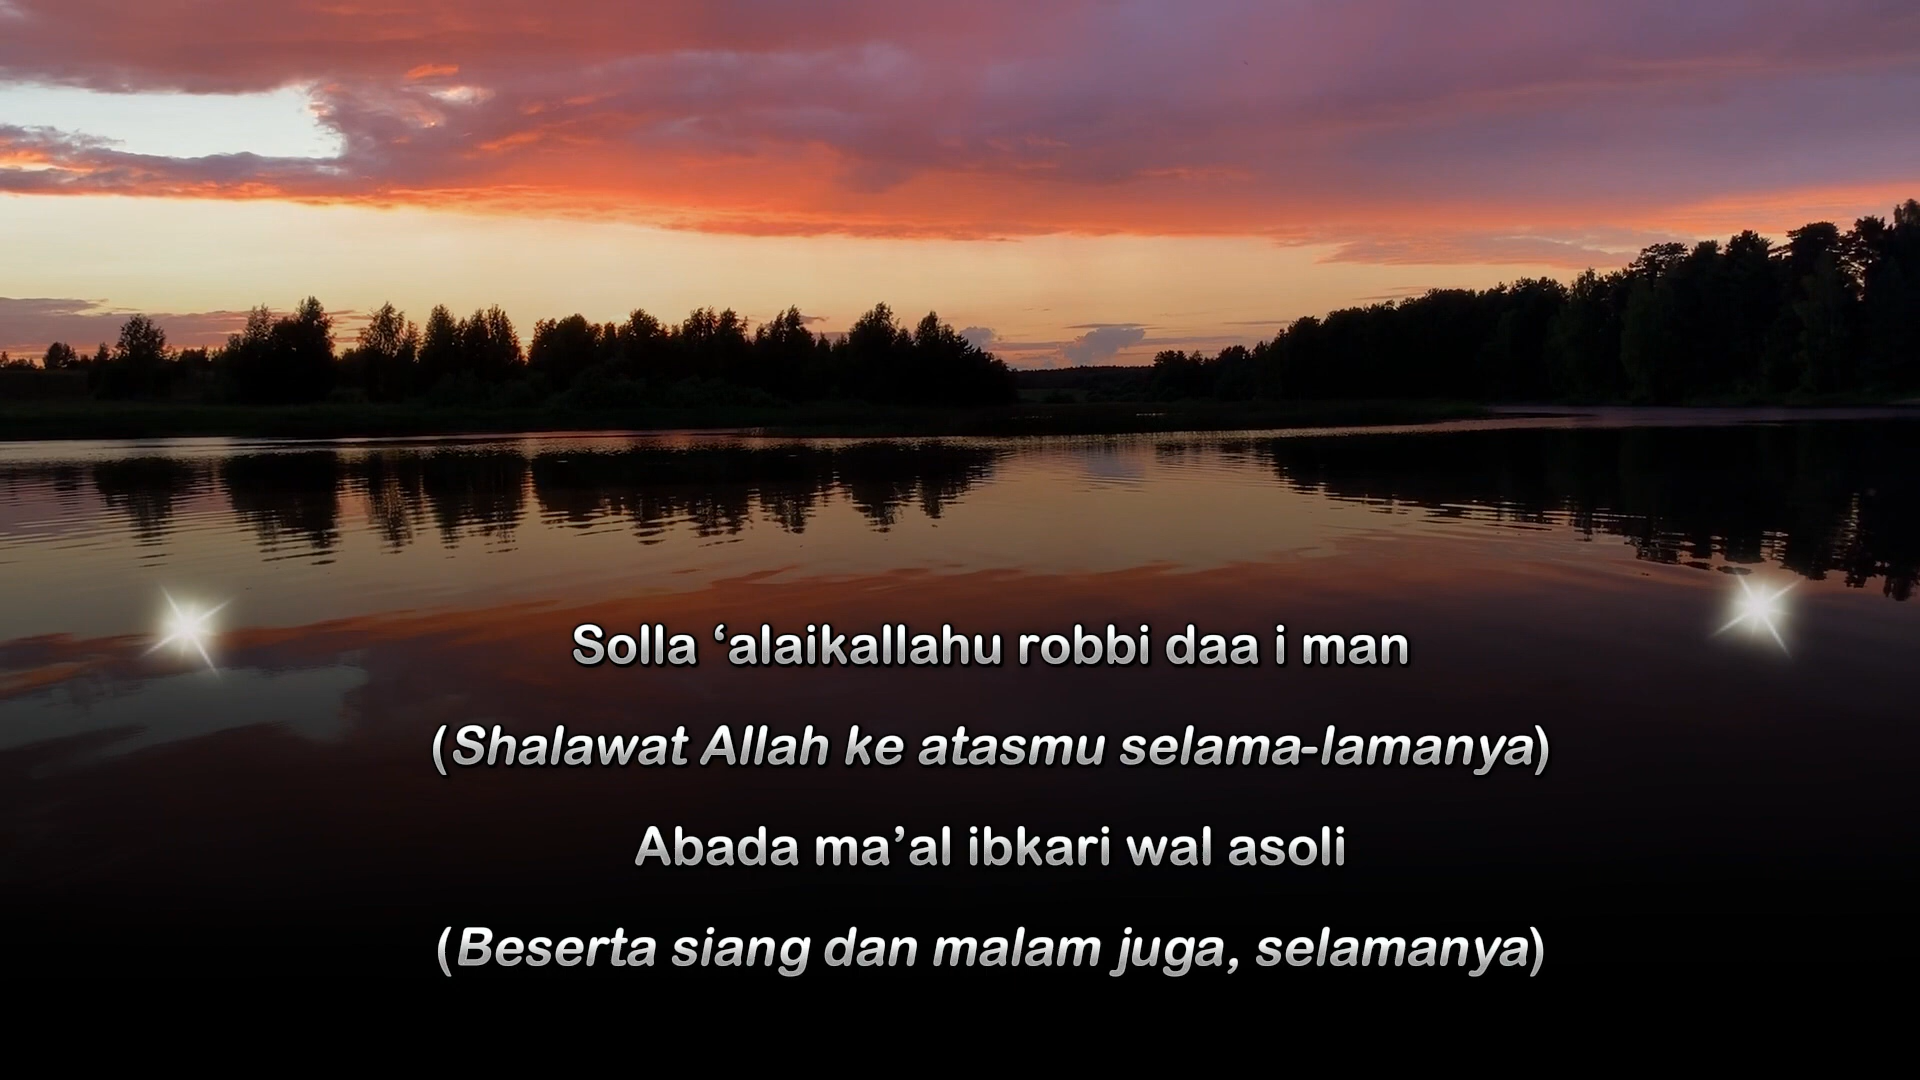 Solla ‘alaikallahu robbi daa i man
(Shalawat Allah ke atasmu selama-lamanya)
Abada ma’al ibkari wal asoli
(Beserta siang dan malam juga, selamanya)